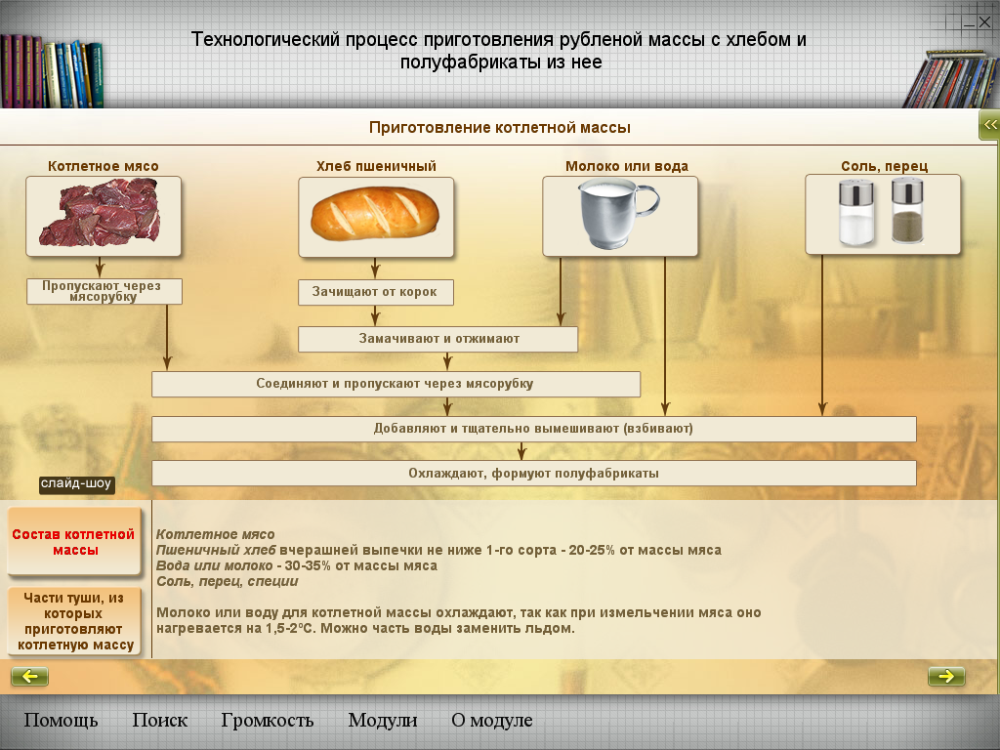 Технологический процесс приготовления рубленой массы с хлебом и
полуфабрикаты из нее
Приготовление котлетной массы
Котлетное мясо
Хлеб пшеничный
Молоко или вода
Соль, перец
Пропускают через
мясорубку
Зачищают от корок
Замачивают и отжимают
Соединяют и пропускают через мясорубку
Добавляют и тщательно вымешивают (взбивают)
Охлаждают, формуют полуфабрикаты
слайд-шоу
Состав котлетной
массы
Котлетное мясо
Пшеничный хлеб вчерашней выпечки не ниже 1-го сорта - 20-25% от массы мяса
Вода или молоко - 30-35% от массы мяса
Соль, перец, специи
Молоко или воду для котлетной массы охлаждают, так как при измельчении мяса оно
нагревается на 1,5-2°С. Можно часть воды заменить льдом.
Части туши, из
которых
приготовляют
котлетную массу
Помощь
Поиск
Громкость
Модули
О модуле